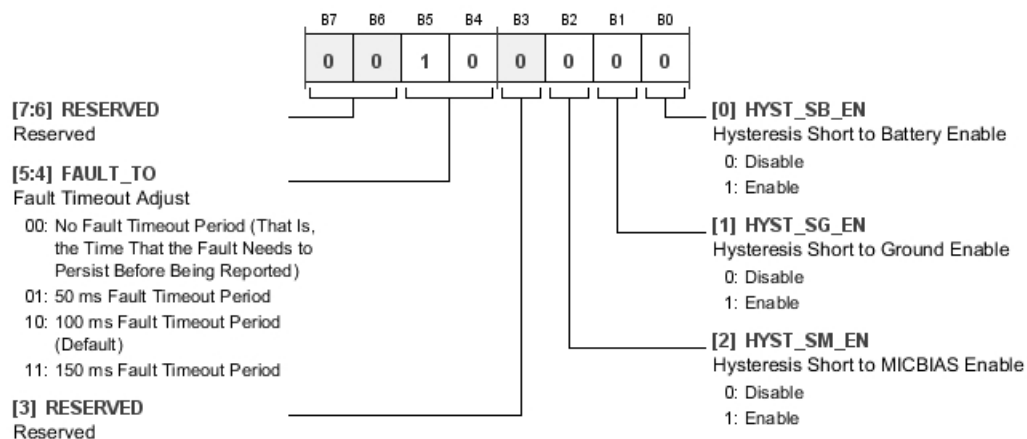 B7 B6 B5 B4 B3 B2 B1 B0
0 0 1 0 0 0 0 0
[7:6] RESERVED
Reserved
[5:4] FAULT_TO
Fault Timeout Adjust
00: No Fault Timeout Period (That Is,
the Time That the Fault Needs to
Persist Before Being Reported)
01: 50 ms Fault Timeout Period
10: 100 ms Fault Timeout Period
(Default)
11: 150 ms Fault Timeout Period
[3] RESERVED
Reserved
[0] HYST_SB_EN
Hysteresis Short to Battery Enable
0: Disable
1: Enable
[1] HYST_SG_EN
Hysteresis Short to Ground Enable
0: Disable
1: Enable
[2] HYST_SM_EN
Hysteresis Short to MICBIAS Enable
0: Disable
1: Enable